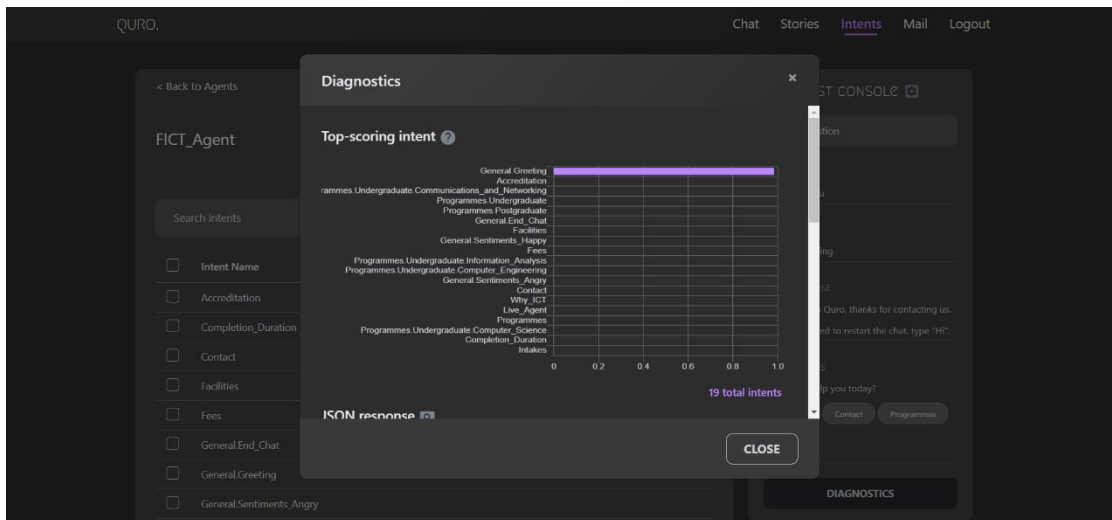 QURO.
Chat Stories Intents Mail Logout
< Back to Agents
FICT_Agent
Search intents
Intent Name
Accreditation
Completion_Duration
Contact
Facilities
Fees
General.End_Chat
General.Greeting
General.Sentiments_Angry
Diagnostics ×
Top-scoring intent ?
General.Greeting
Accreditation
rammes.Undergraduate.Communications_and_Networking
Programmes.Undergraduate
Programmes.Postgraduate
General.End_Chat
Facilities
General.Sentiments_Happy
Fees
Programmes.Undergraduate.Information_Analysis
Programmes.Undergraduate.Computer_Engineering
General.Sentiments_Angry
Contact
Why_ICT
Live_Agent
Programmes
Programmes.Undergraduate.Computer_Science
Completion_Duration
Intakes
0 0.2 0.4 0.6 0.8 1.0
19 total intents
JSON response
CLOSE
ST CONSOLE
stion
ing
Quro, thanks for contacting us.
ed to restart the chat, type "Hi".
lp you today?
Contact Programmes
DIAGNOSTICS